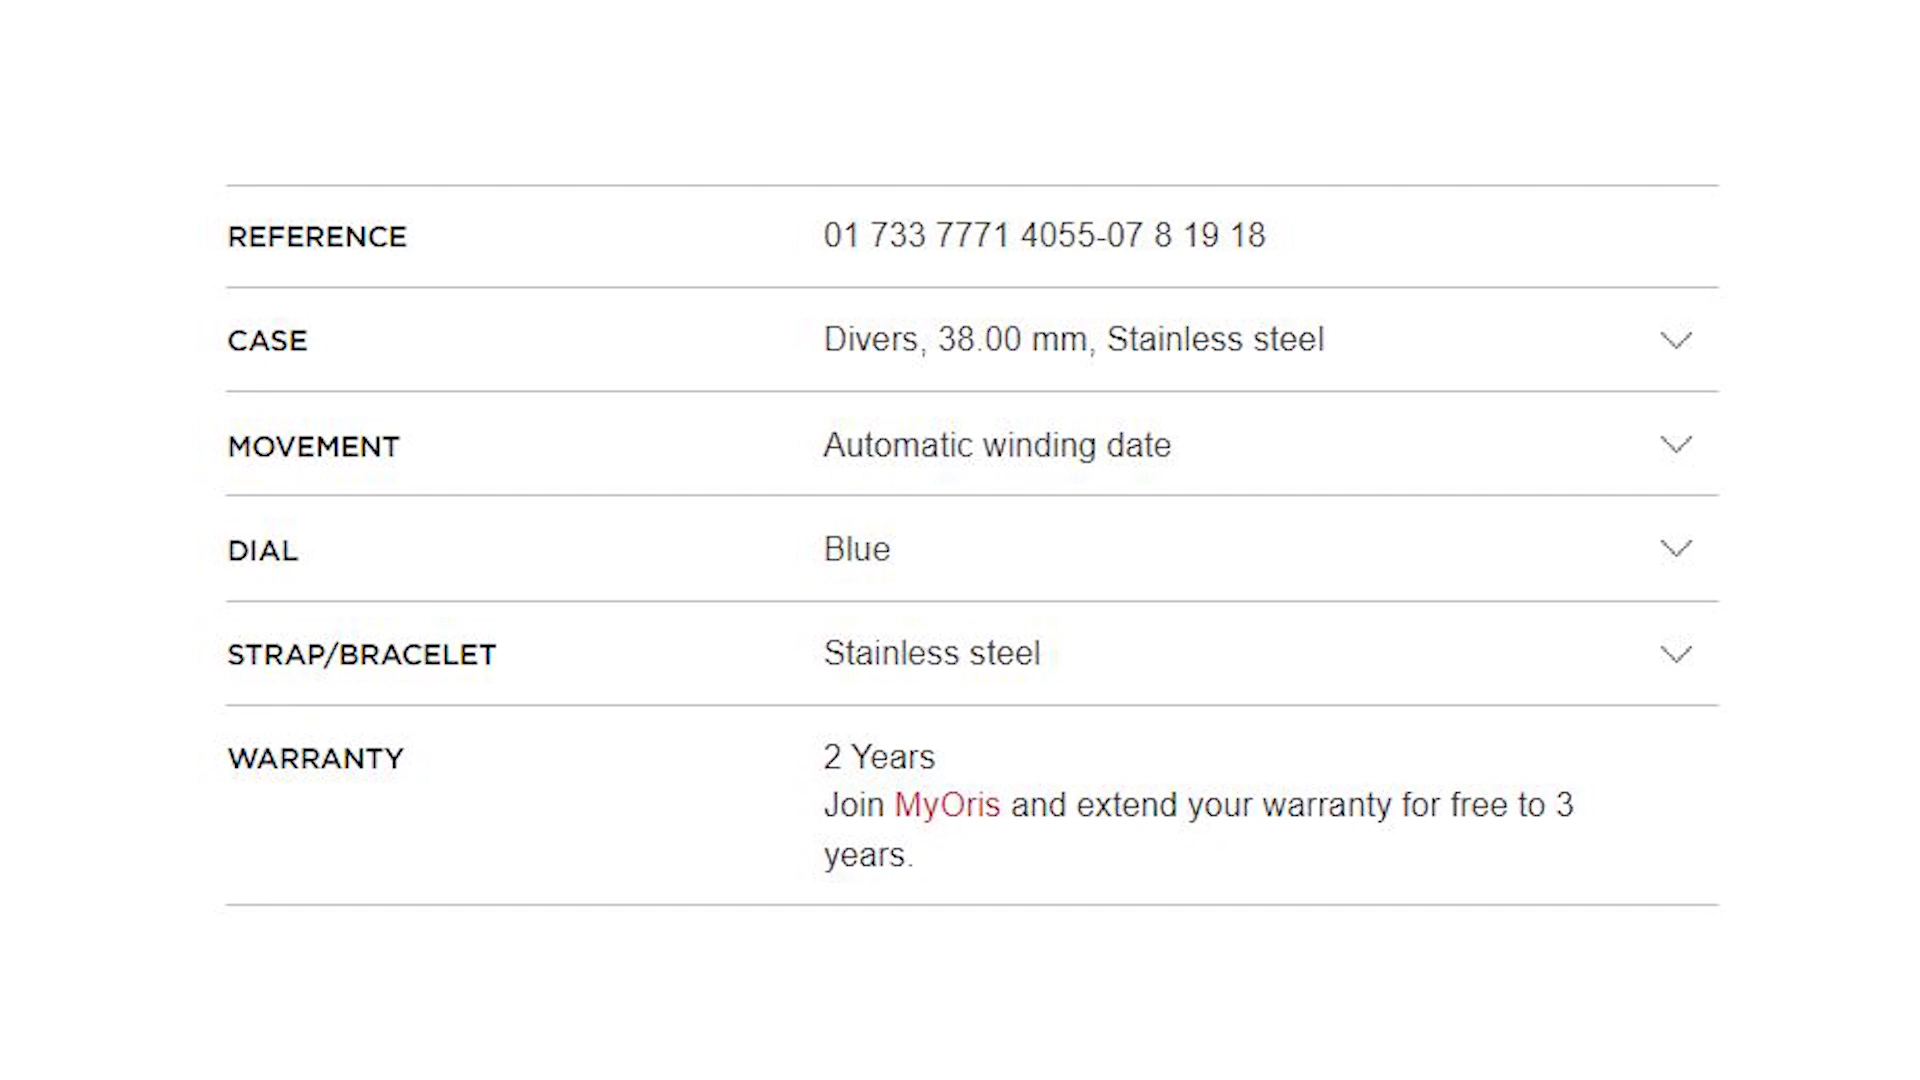 REFERENCE 01 733 7771 4055-07 8 19 18
CASE Divers, 38.00 mm, Stainless steel
MOVEMENT Automatic winding date
DIAL Blue
STRAP/BRACELET Stainless steel
WARRANTY 2 Years
Join MyOris and extend your warranty for free to 3
years.